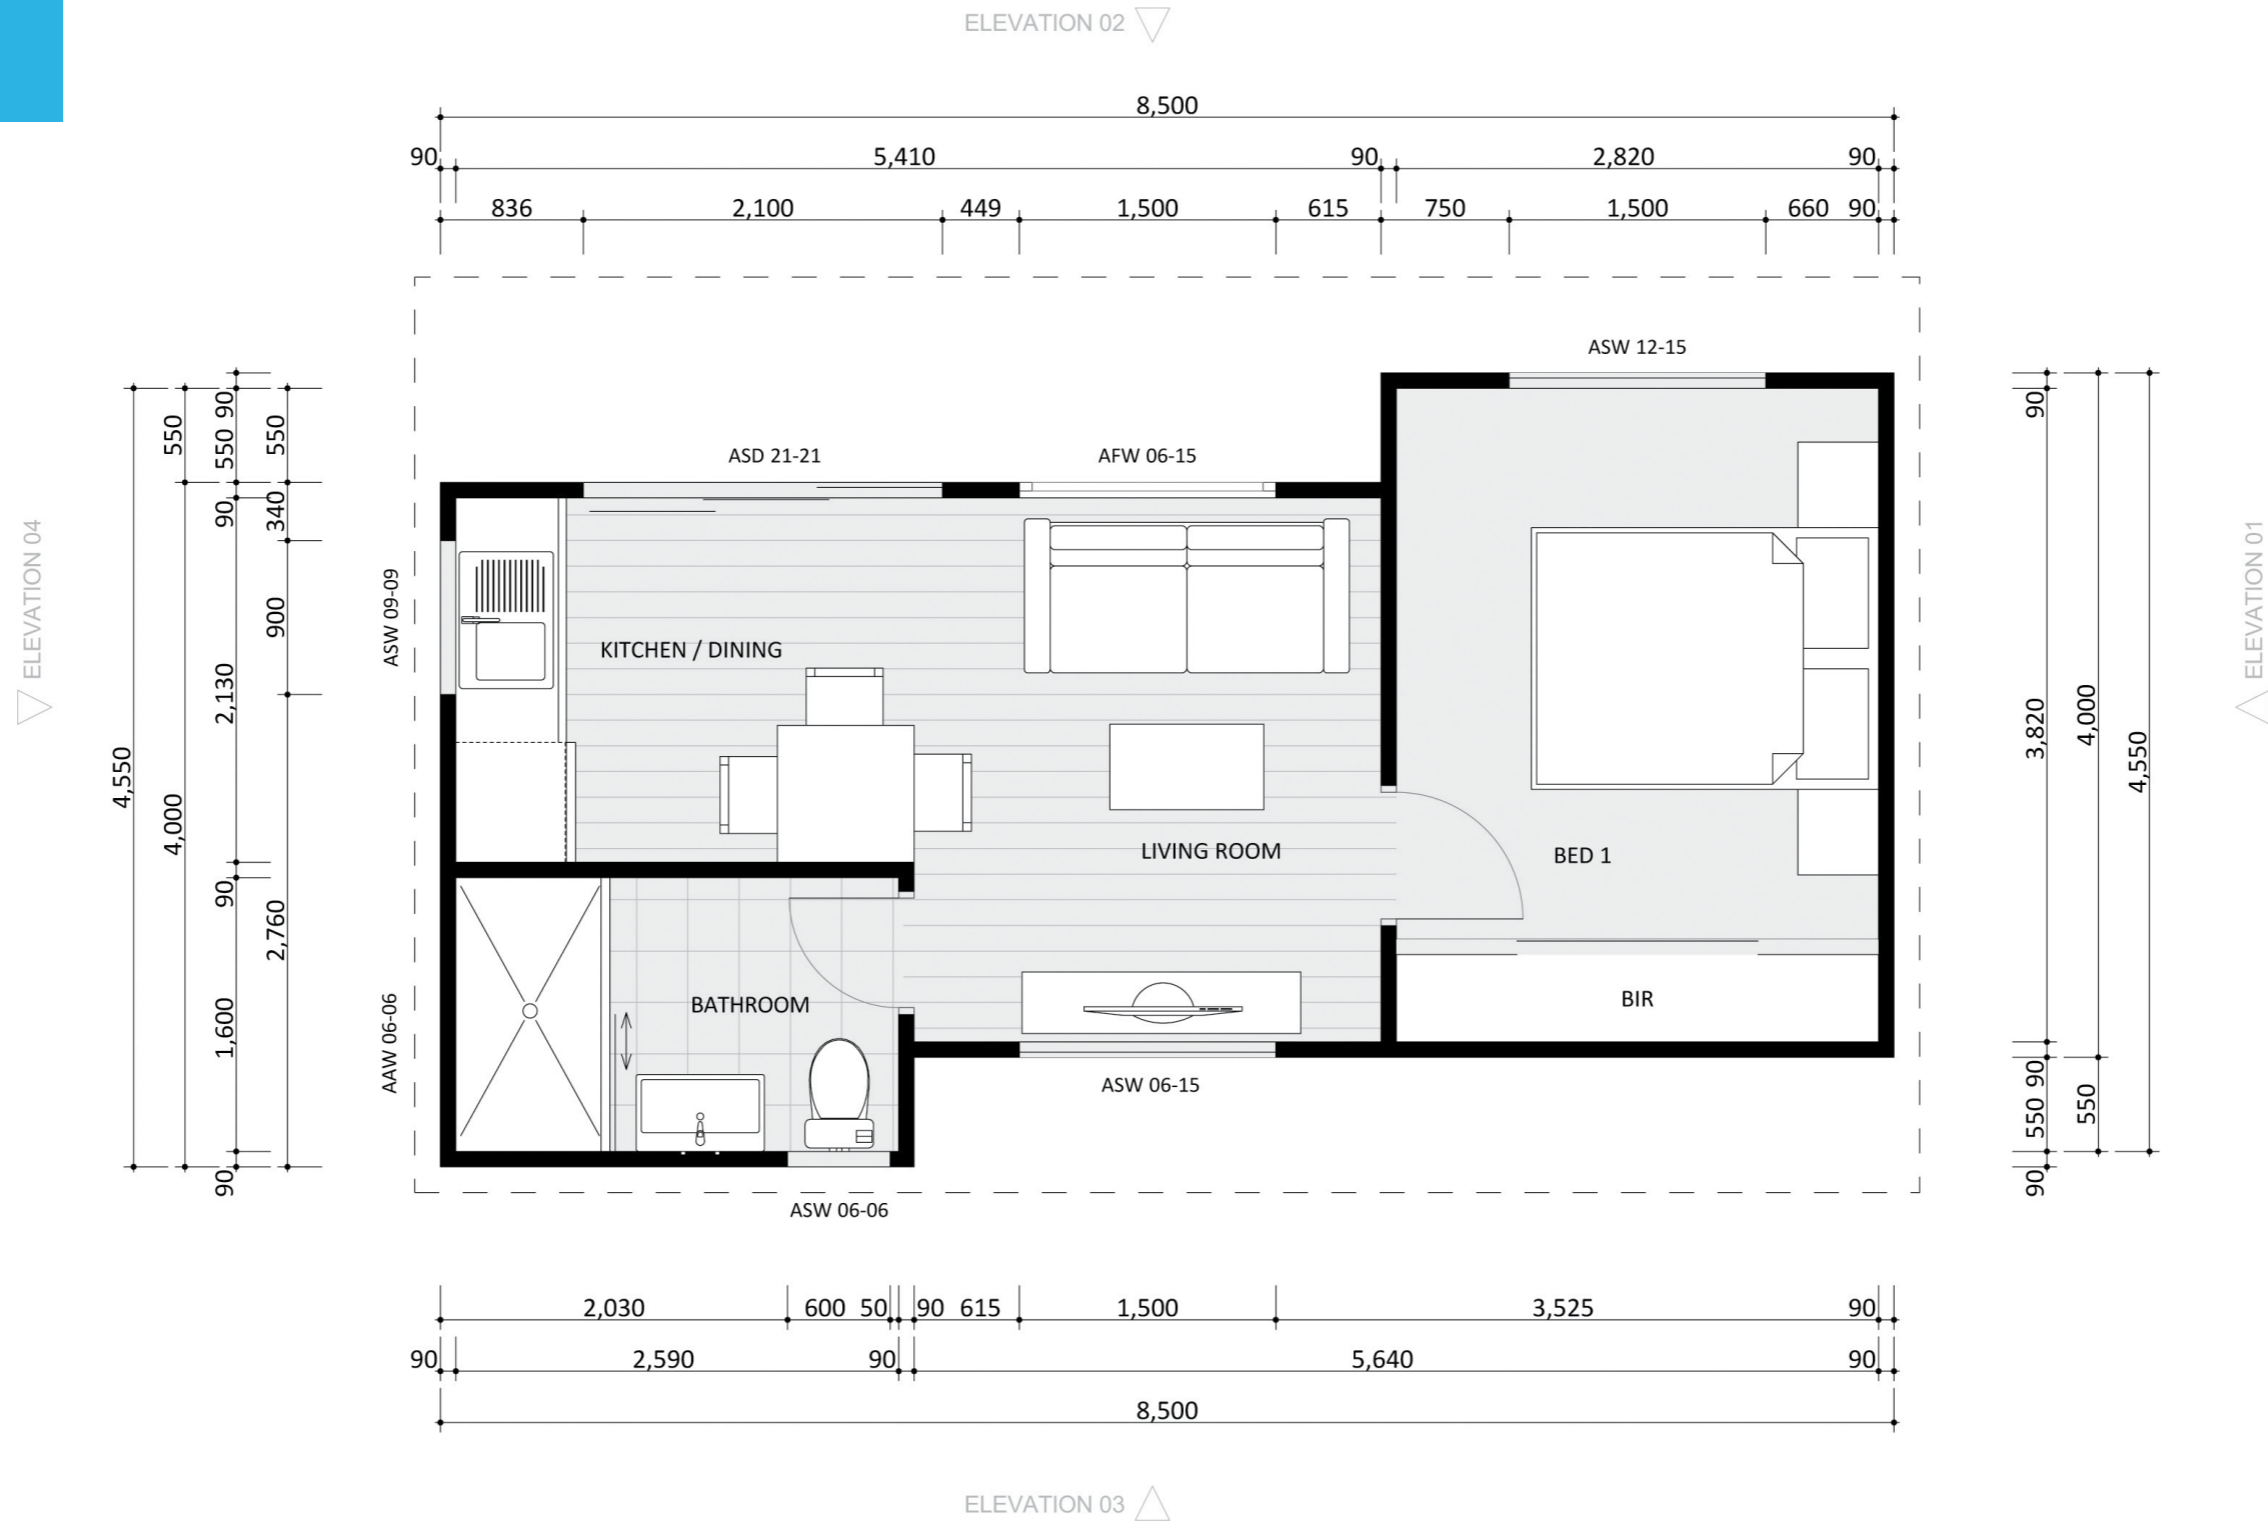 ELEVATION 02
8,500
90 5,410 90 2,820 90
836 2,100 449 1,500 615 750 1,500 660 90
ASW 12-15
ASD 21-21 AFW 06-15
ELEVATION 04
4,550
550 4,000
90 550 90 2,130 90 1,600 90
550 340 900 2,760
ASW 09-09
AAW 06-06
KITCHEN / DINING
LIVING ROOM
BED 1
BIR
BATHROOM
ASW 06-15
ASW 06-06
90 3,820 90 550 90
4,000 550
4,550
ELEVATION 01
2,030 600 50 90 615 1,500 3,525 90
90 2,590 90 5,640 90
8,500
ELEVATION 03